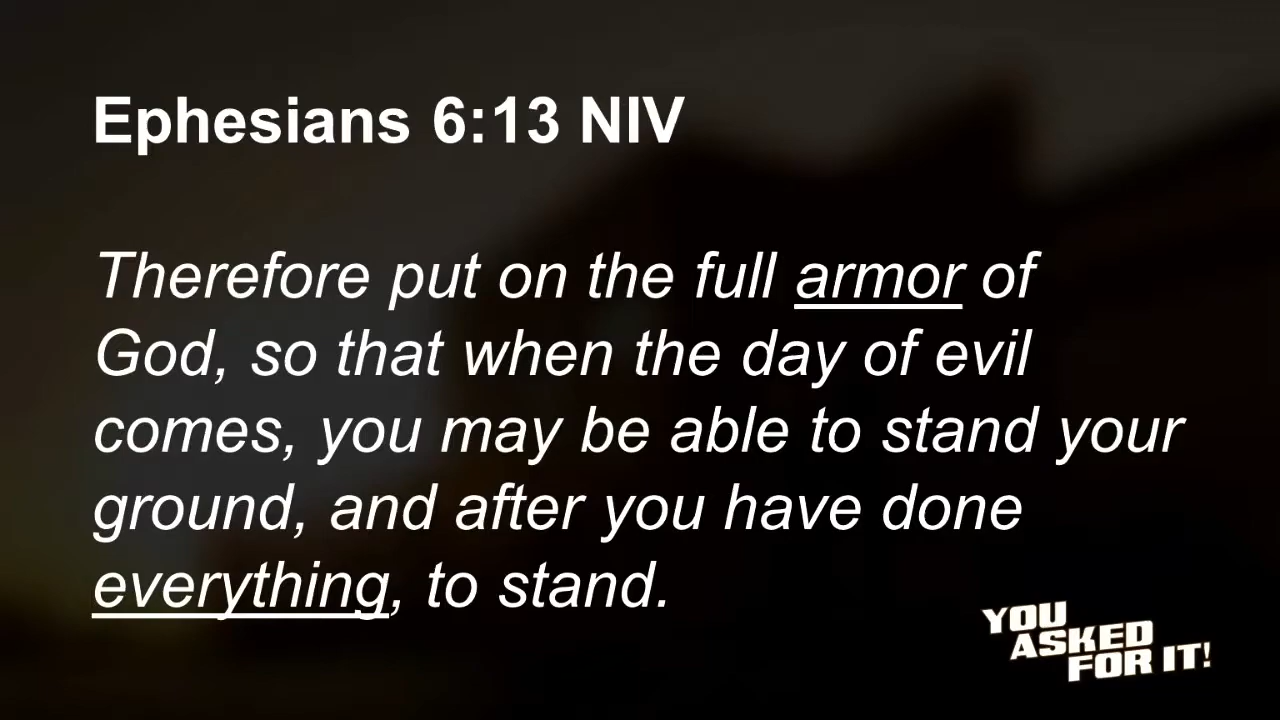 Ephesians 6:13 NIV
Therefore put on the full armor of
God, so that when the day of evil
comes, you may be able to stand your
ground, and after you have done
everything, to stand.
YOU
ASKED
FOR IT!